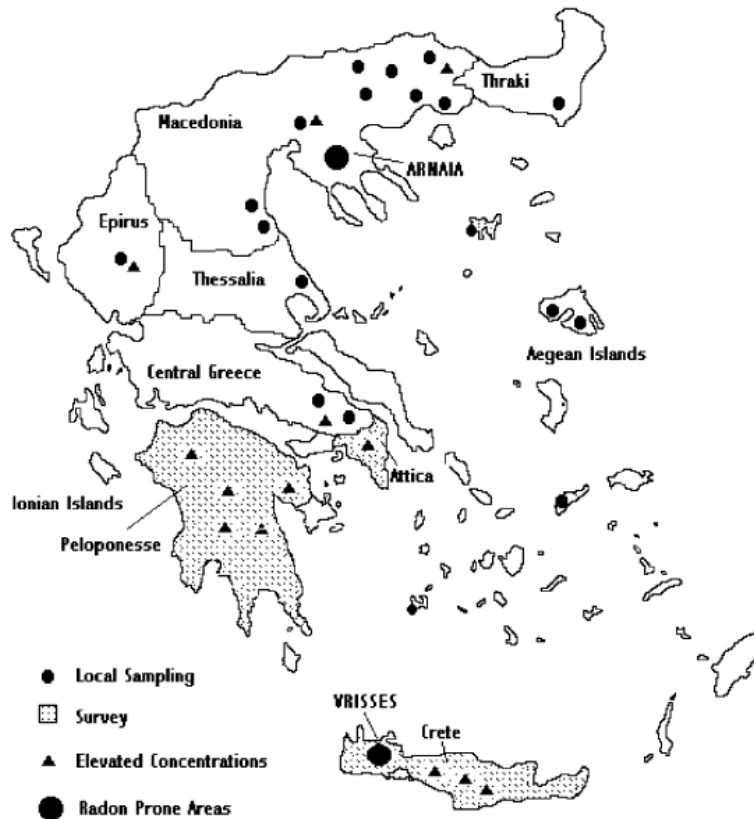 Thraki
Macedonia
ARNAIA
Epirus
Thessalia
Aegean Islands
Central Greece
Attica
Ionian Islands
Peloponesse
Local Sampling
VRISSES
Survey
Crete
Elevated Concentrations
Radon Prone Areas